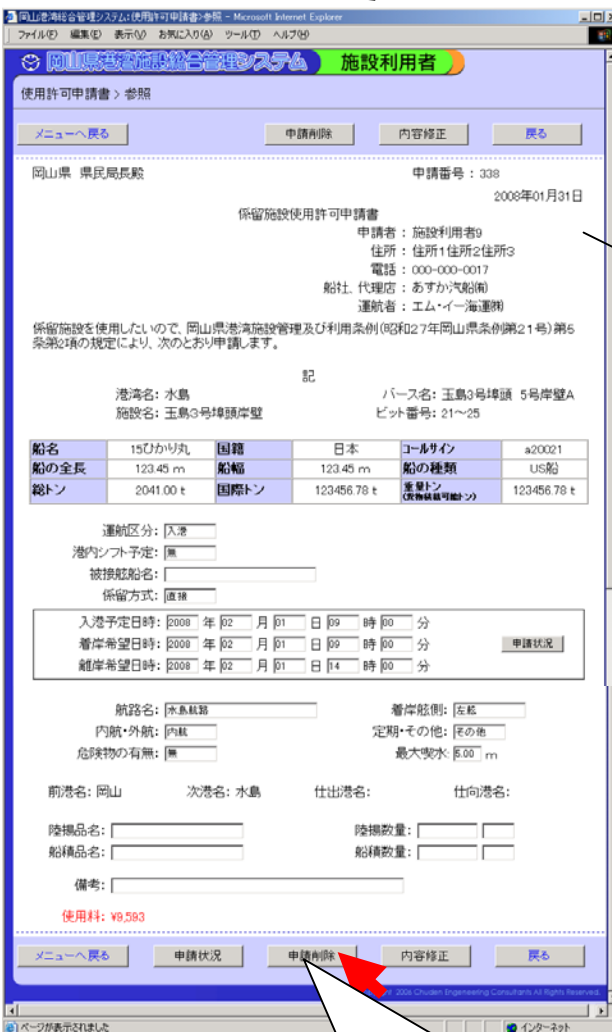 岡山港湾総合管理システム:使用許可申請書>参照 - Microsoft Internet Explorer
ファイル(F) 編集(E) 表示(V) お気に入り(A) ツール(T) ヘルプ(H)
岡山県港湾施設総合管理システム 施設利用者
使用許可申請書 > 参照
メニューへ戻る 申請削除 内容修正 戻る
岡山県 県民局長殿 申請番号 : 338
2008年01月31日
係留施設使用許可申請書
申請者 : 施設利用者9
住所 : 住所1住所2住所3
電話 : 000-000-0017
船社、代理店 : あすか汽船㈲
運航者 : エム・イー海運㈱
係留施設を使用したいので、岡山県港湾施設管理及び利用条例(昭和27年岡山県条例第21号)第5
条第2項の規定により、次のとおり申請します。
記
港湾名: 水島 バース名: 玉島3号埠頭 5号岸壁A
施設名: 玉島3号埠頭岸壁 ビット番号: 21〜25
船名 15ひかり丸 国籍 日本 コールサイン a20021
船の全長 123.45 m 船幅 123.45 m 船の種類 US船
総トン 2041.00 t 国際トン 123456.78 t 重量トン (貨物積載可能トン) 123456.78 t
運航区分: 入港
港内シフト予定: 無
被接舷船名:
係留方式: 直接
入港予定日時: 2008 年 02 月 01 日 09 時 00 分
着岸希望日時: 2008 年 02 月 01 日 09 時 00 分 申請状況
離岸希望日時: 2008 年 02 月 01 日 14 時 00 分
航路名: 水島航路 着岸舷側: 左舷
内航・外航: 内航 定期・その他: その他
危険物の有無: 無 最大喫水: 5.00 m
前港名: 岡山 次港名: 水島 仕出港名: 仕向港名:
陸揚品名: 陸揚数量:
船積品名: 船積数量:
備考:
使用料: ¥9,593
メニューへ戻る 申請状況 申請削除 内容修正 戻る
2006 Chuden Engineering Consultants All Rights Reserved.
ページが表示されました インターネット